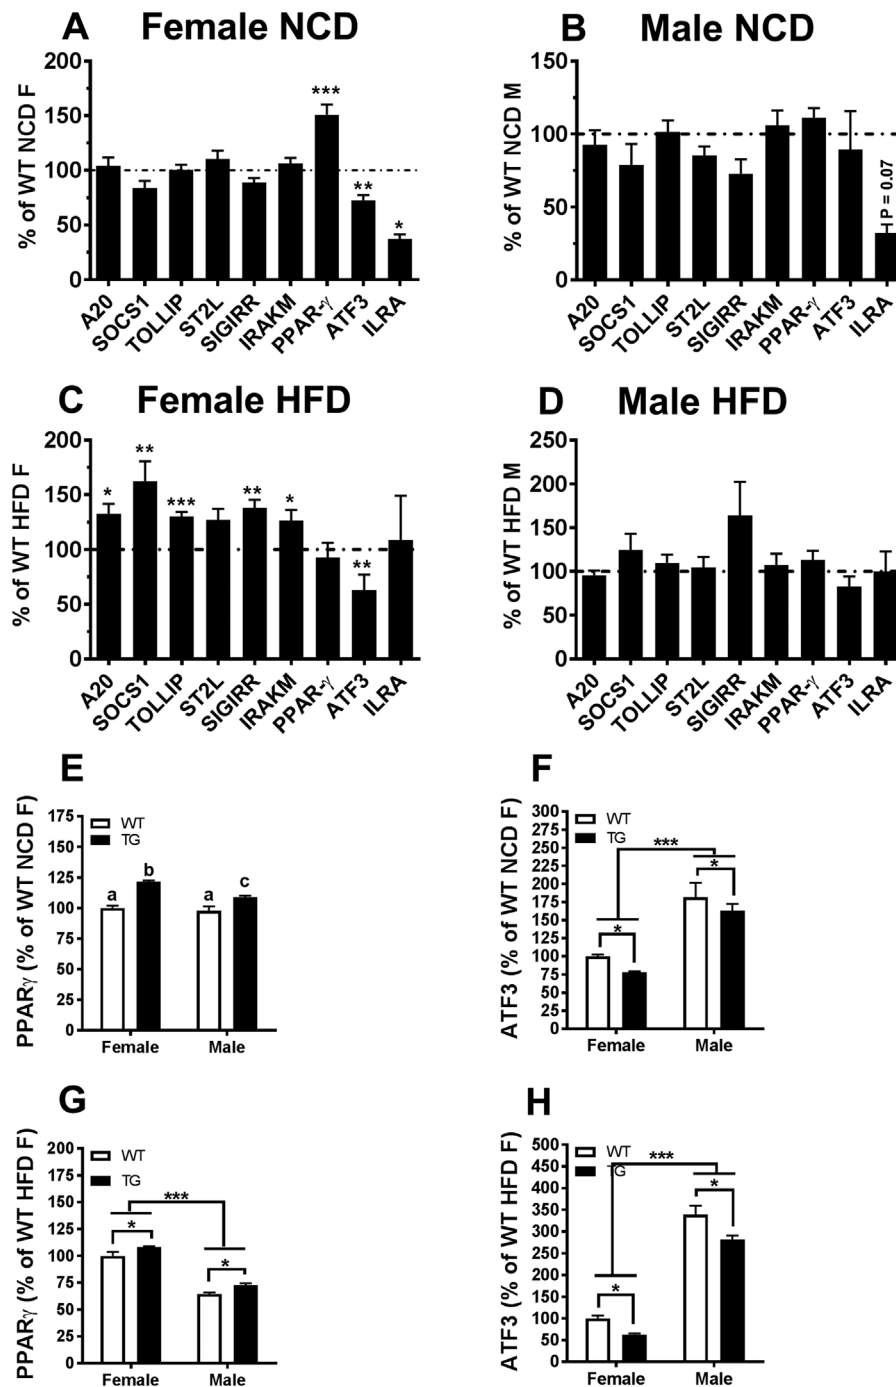 A Female NCD
% of WT NCD F
150
***
100
**
50
*
0
200
A20
SOCS1
TOLLIP
ST2L
SIGIRR
IRAKM
PPAR-γ
ATF3
ILRA
B Male NCD
% of WT NCD M
150
100
50
0
P = 0.07
A20
SOCS1
TOLLIP
ST2L
SIGIRR
IRAKM
PPAR-γ
ATF3
ILRA
C Female HFD
% of WT HFD F
200
150
100
50
0
*
**
***
**
*
**
A20
SOCS1
TOLLIP
ST2L
SIGIRR
IRAKM
PPAR-γ
ATF3
ILRA
D Male HFD
% of WT HFD M
250
200
150
100
50
0
A20
SOCS1
TOLLIP
ST2L
SIGIRR
IRAKM
PPAR-γ
ATF3
ILRA
E
PPARγ (% of WT NCD F)
175
150
125
100
75
50
25
0
WT
TG
a
b
a
c
Female Male
F
ATF3 (% of WT NCD F)
300
275
250
225
200
175
150
125
100
75
50
25
0
WT
TG
***
*
*
Female Male
G
PPARγ (% of WT HFD F)
200
175
150
125
100
75
50
25
0
WT
TG
***
*
*
Female Male
H
ATF3 (% of WT HFD F)
500
450
400
350
300
250
200
150
100
50
0
WT
TG
***
*
*
Female Male